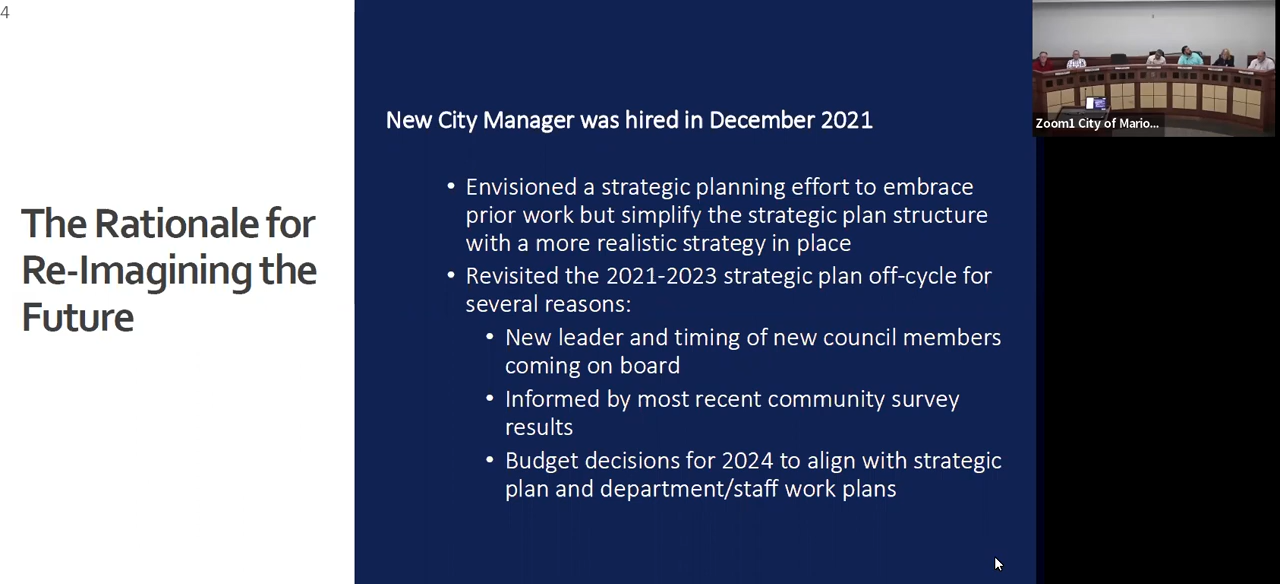 4
The Rationale for
Re-Imagining the
Future
New City Manager was hired in December 2021
• Envisioned a strategic planning effort to embrace
prior work but simplify the strategic plan structure
with a more realistic strategy in place
• Revisited the 2021-2023 strategic plan off-cycle for
several reasons:
• New leader and timing of new council members
coming on board
• Informed by most recent community survey
results
• Budget decisions for 2024 to align with strategic
plan and department/staff work plans
Zoom1 City of Mario...